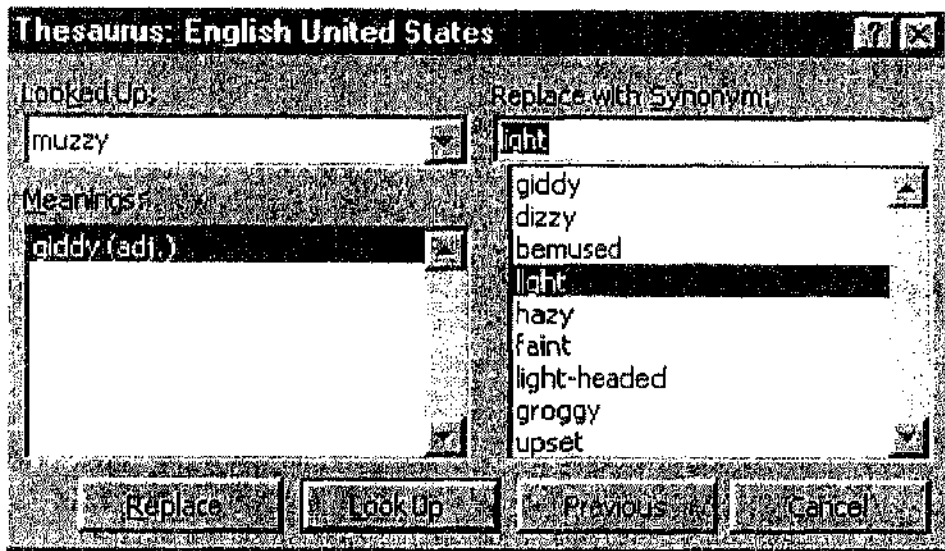 Thesaurus: English United States
Looked Up:
muzzy
Meanings:
giddy (adj.)
Replace with Synonym:
light
giddy
dizzy
bemused
light
hazy
faint
light-headed
groggy
upset
Replace
Look Up
Previous
Cancel